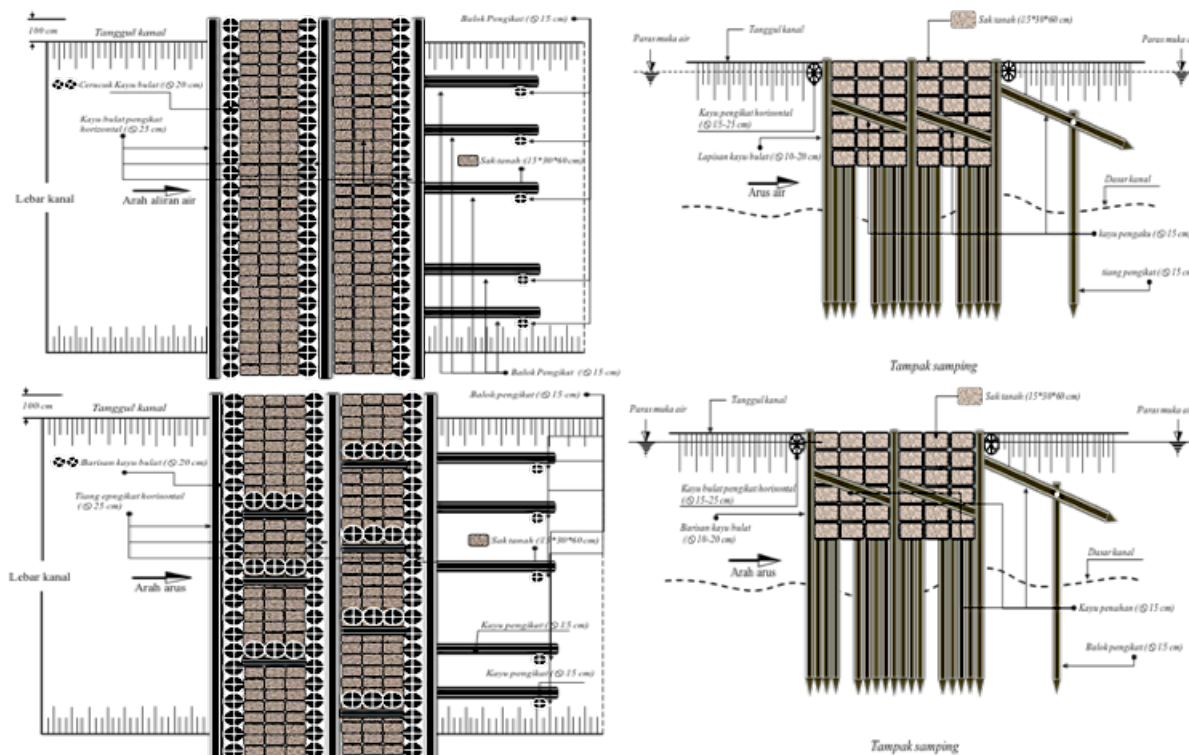 Balok Pengikat (⦰ 15 cm)
100 cm
Tanggul kanal
Cerucuk Kayu bulat (⦰ 20 cm)
Kayu bulat pengikat
horizontal (⦰ 25 cm)
Sak tanah (15*30*60 cm)
Lebar kanal
Arah aliran air
Balok Pengikat (⦰ 15 cm)
Sak tanah (15*30*60 cm)
Paras muka air
Tanggul kanal
Paras muka a
Kayu pengikat horizontal
(⦰ 15-25 cm)
Lapisan kayu bulat (⦰ 10-20 cm)
Arus air
Dasar kanal
kayu pengaku (⦰ 15 cm)
tiang pengikat (⦰ 15 c
Tampak samping
Balok pengikat (⦰ 15 cm)
100 cm
Tanggul kanal
Barisan kayu bulat (⦰ 20 cm)
Tiang epngikat horisontal
(⦰ 25 cm)
Sak tanah (15*30*60 cm)
Lebar kanal
Arah arus
Kayu pengikat (⦰ 15 cm)
Kayu pengikat (⦰ 15 cm)
Sak tanah (15*30*60 cm)
Paras muka air
Tanggul kanal
Paras muka air
Kayu bulat pengikat horizontal
(⦰ 15-25 cm)
Barisan kayu bulat
(⦰ 10-20 cm)
Arah arus
Dasar kanal
Kayu penahan (⦰ 15 cm)
Balok pengikat (⦰ 15 cm)
Tampak samping